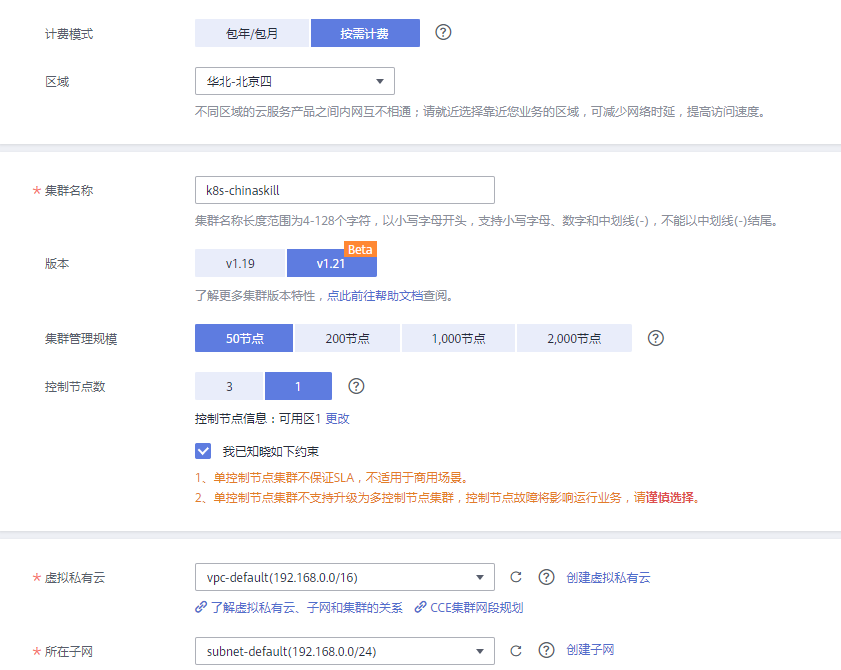 计费模式 包年/包月 按需计费 ?
区域 华北-北京四
不同区域的云服务产品之间内网互不相通；请就近选择靠近您业务的区域，可减少网络时延，提高访问速度。
* 集群名称 k8s-chinaskill
集群名称长度范围为4-128个字符，以小写字母开头，支持小写字母、数字和中划线(-)，不能以中划线(-)结尾。
Beta
版本 v1.19 v1.21
了解更多集群版本特性，点此前往帮助文档查阅。
集群管理规模 50节点 200节点 1,000节点 2,000节点 ?
控制节点数 3 1 ?
控制节点信息：可用区1 更改
我已知晓如下约束
1、单控制节点集群不保证SLA，不适用于商用场景。
2、单控制节点集群不支持升级为多控制节点集群，控制节点故障将影响运行业务，请谨慎选择。
* 虚拟私有云 vpc-default(192.168.0.0/16) ? 创建虚拟私有云
了解虚拟私有云、子网和集群的关系 CCE集群网段规划
* 所在子网 subnet-default(192.168.0.0/24) ? 创建子网